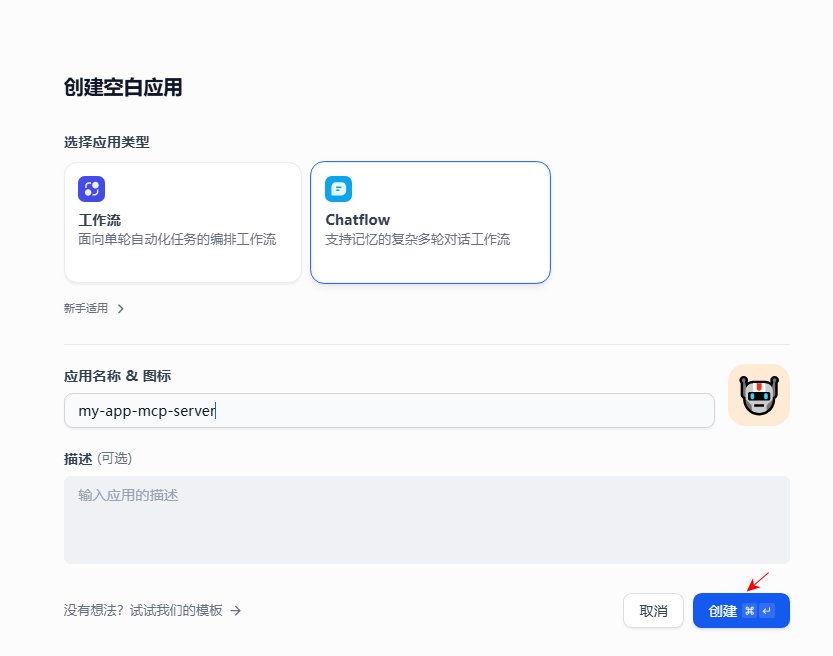 创建空白应用
选择应用类型
工作流
面向单轮自动化任务的编排工作流
Chatflow
支持记忆的复杂多轮对话工作流
新手适用
应用名称 & 图标
my-app-mcp-server
描述 (可选)
输入应用的描述
没有想法？试试我们的模板 →
取消
创建 ⌘ ↵